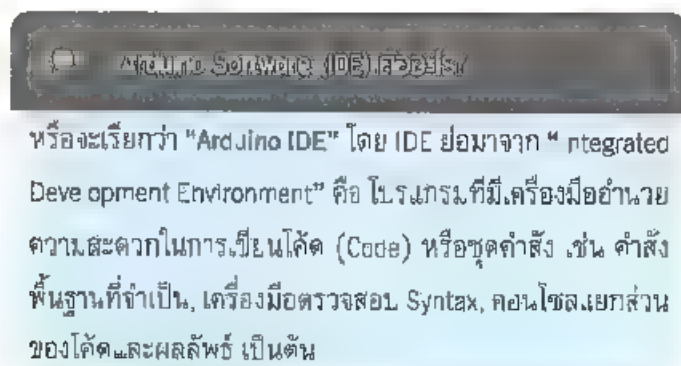 Arduino Software (IDE) คืออะไร?
หรือจะเรียกว่า "Arduino IDE" โดย IDE ย่อมาจาก " ntegrated
Deve opment Environment" คือ โปรแกรมที่มีเครื่องมืออำนวย
ความสะดวกในการเขียนโค้ด (Code) หรือชุดคำสั่ง เช่น คำสั่ง
พื้นฐานที่จำเป็น, เครื่องมือตรวจสอบ Syntax, คอนโซลแยกส่วน
ของโค้ดและผลลัพธ์ เป็นต้น